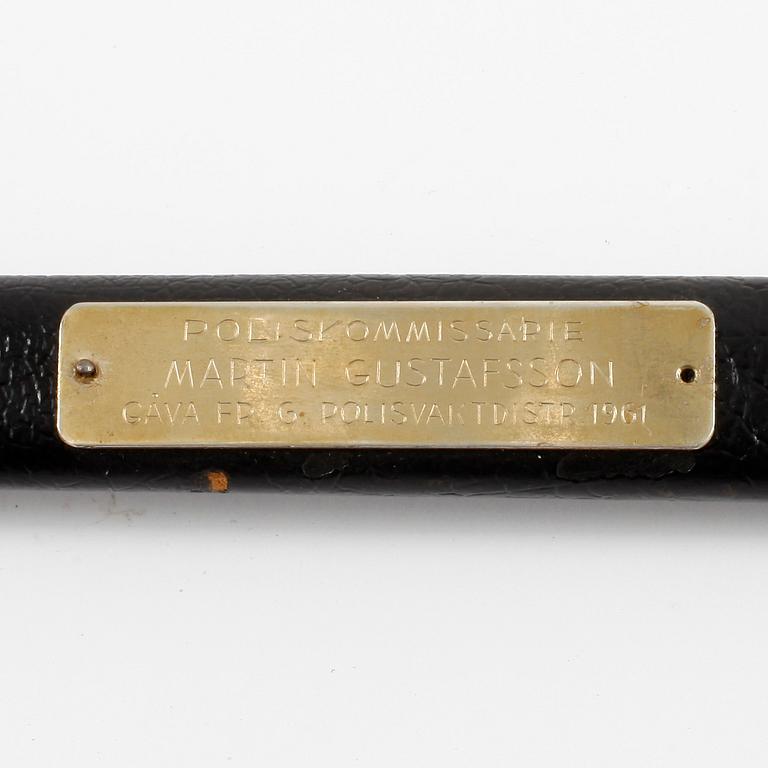 POLISKOMMISSARIE
MARTIN GUSTAFSSON
GÅVA FR. G. POLISVAKTDISTR. 1961